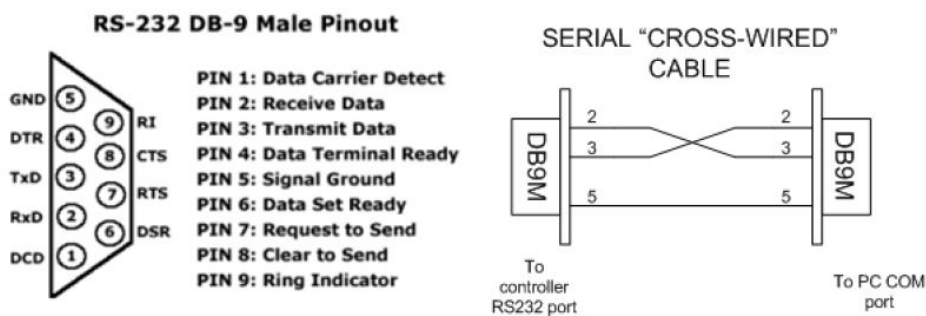 RS-232 DB-9 Male Pinout
GND
5
DTR
4
TxD
3
RxD
2
DCD
1
9
RI
8
CTS
7
RTS
6
DSR
PIN 1: Data Carrier Detect
PIN 2: Receive Data
PIN 3: Transmit Data
PIN 4: Data Terminal Ready
PIN 5: Signal Ground
PIN 6: Data Set Ready
PIN 7: Request to Send
PIN 8: Clear to Send
PIN 9: Ring Indicator
SERIAL “CROSS-WIRED”
CABLE
DB9M
2
3
5
2
3
5
DB9M
To
controller
RS232 port
To PC COM
port